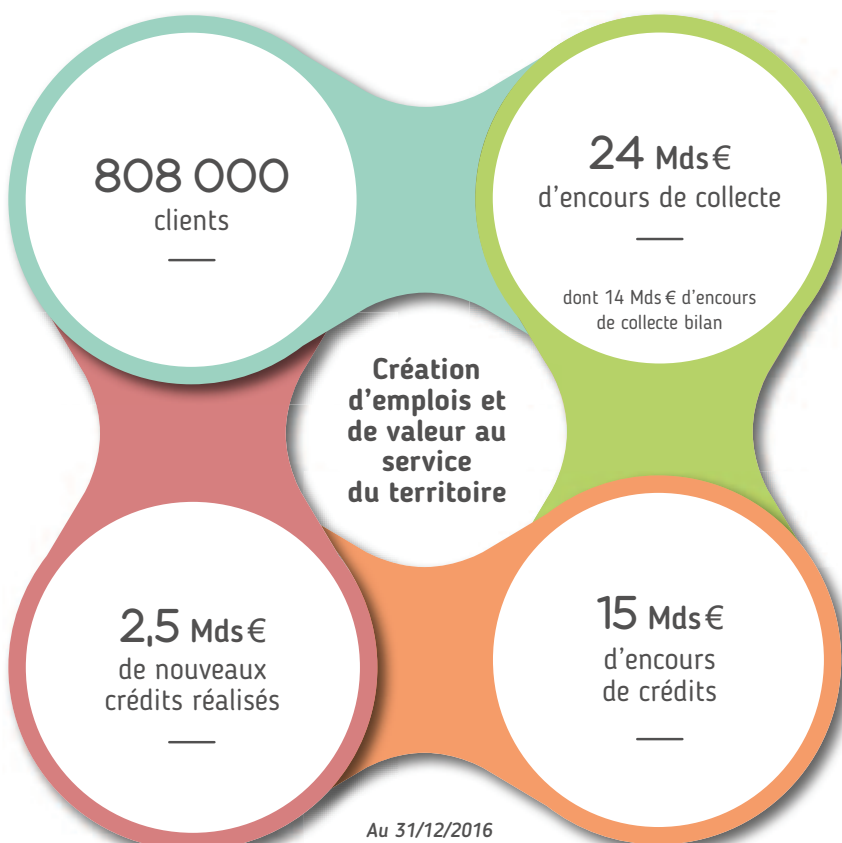 808 000
clients
24 Mds €
d'encours de collecte
dont 14 Mds € d'encours
de collecte bilan
Création
d'emplois et
de valeur au
service
du territoire
2,5 Mds €
de nouveaux
crédits réalisés
15 Mds €
d'encours
de crédits
Au 31/12/2016